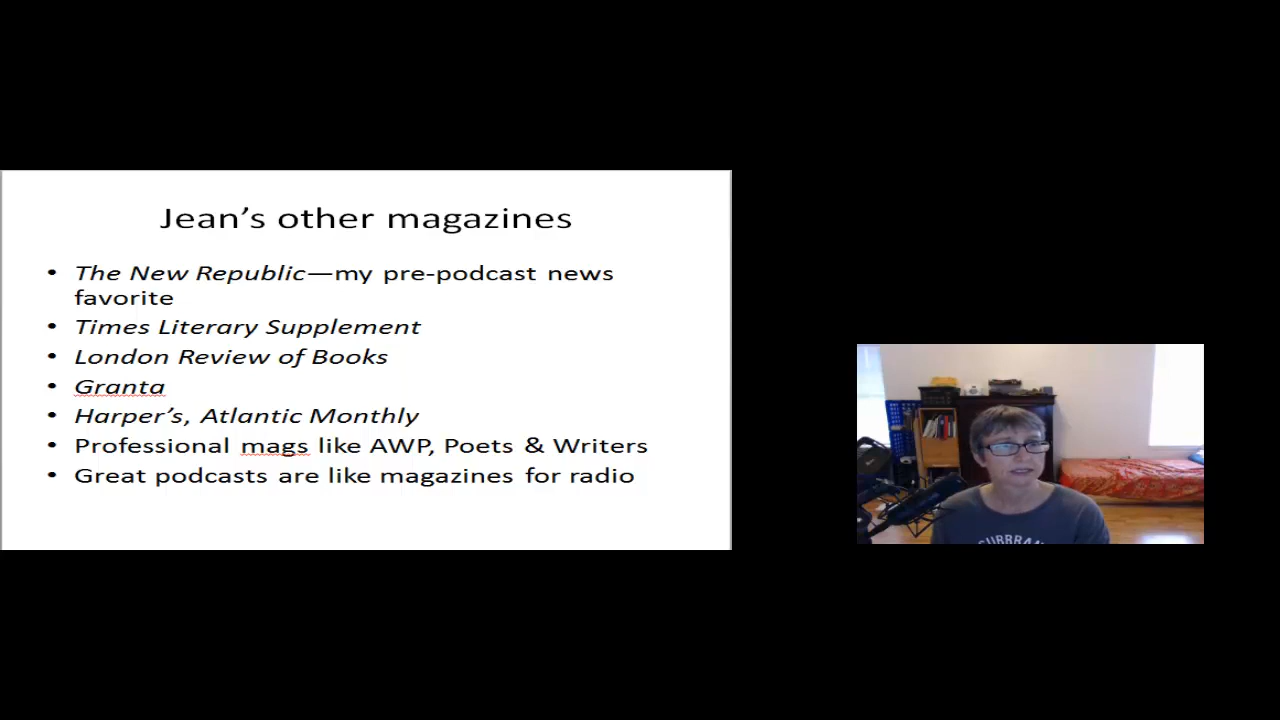 Jean’s other magazines
• The New Republic—my pre-podcast news
favorite
• Times Literary Supplement
• London Review of Books
• Granta
• Harper’s, Atlantic Monthly
• Professional mags like AWP, Poets & Writers
• Great podcasts are like magazines for radio